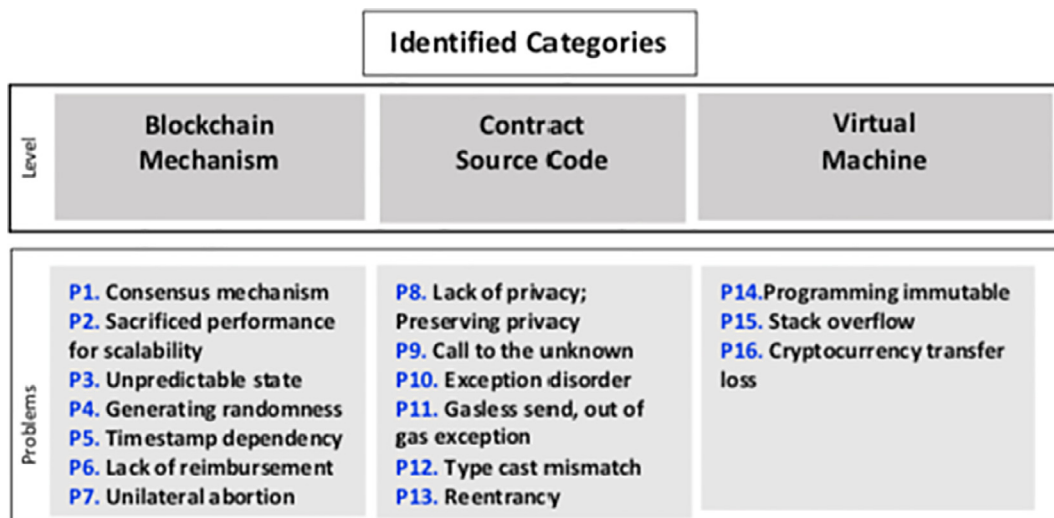 Identified Categories
Level
Blockchain
Mechanism
Contract
Source Code
Virtual
Machine
Problems
P1. Consensus mechanism
P2. Sacrificed performance
for scalability
P3. Unpredictable state
P4. Generating randomness
P5. Timestamp dependency
P6. Lack of reimbursement
P7. Unilateral abortion
P8. Lack of privacy;
Preserving privacy
P9. Call to the unknown
P10. Exception disorder
P11. Gasless send, out of
gas exception
P12. Type cast mismatch
P13. Reentrancy
P14.Programming immutable
P15. Stack overflow
P16. Cryptocurrency transfer
loss